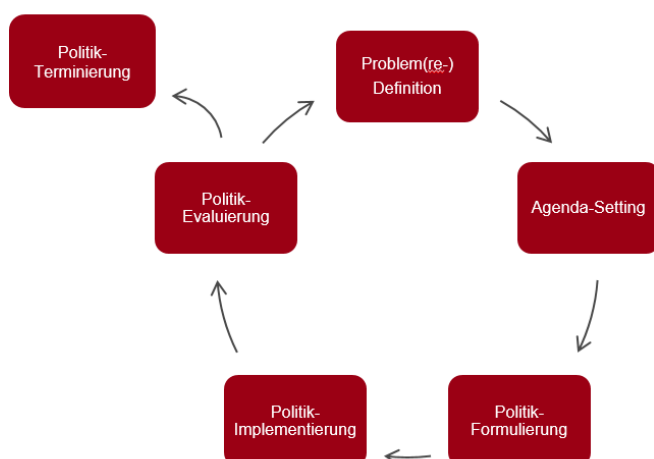 Politik-
Terminierung
Problem(re-)
Definition
Agenda-Setting
Politik-
Formulierung
Politik-
Implementierung
Politik-
Evaluierung